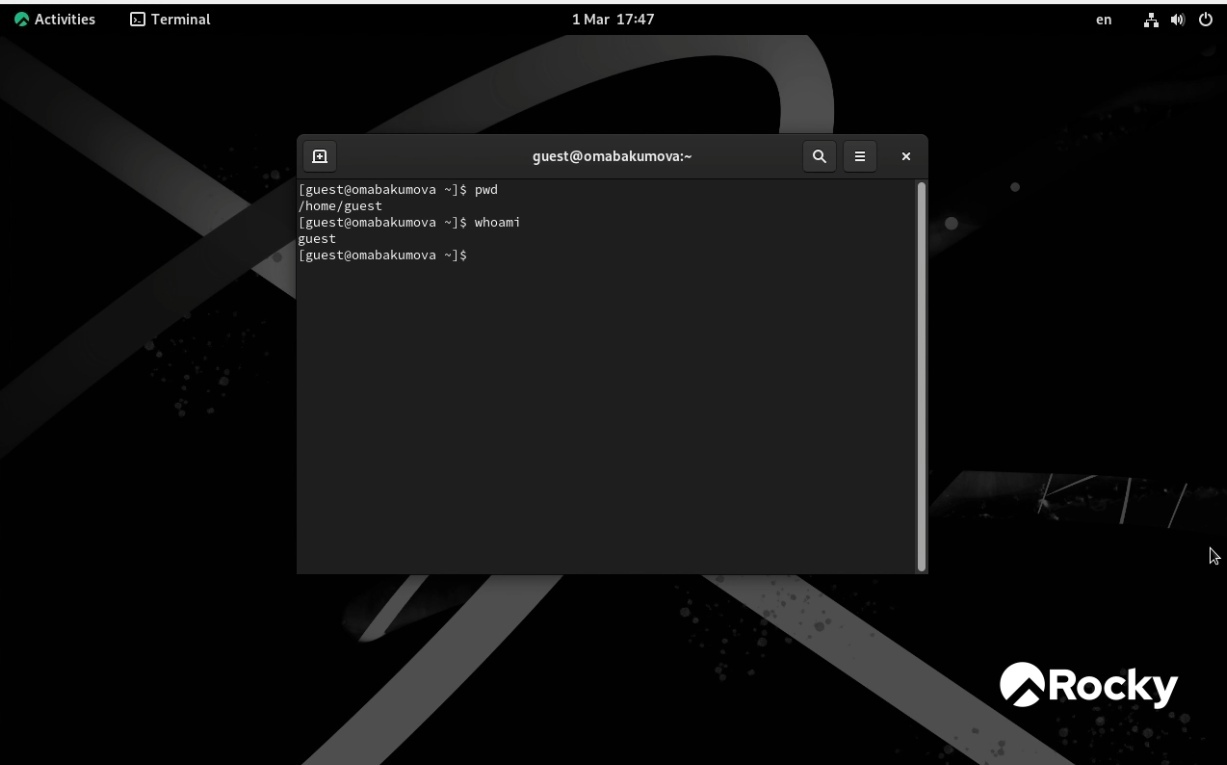 Activities Terminal 1 Mar 17:47 en
guest@omabakumova:~
[guest@omabakumova ~]$ pwd
/home/guest
[guest@omabakumova ~]$ whoami
guest
[guest@omabakumova ~]$
Rocky